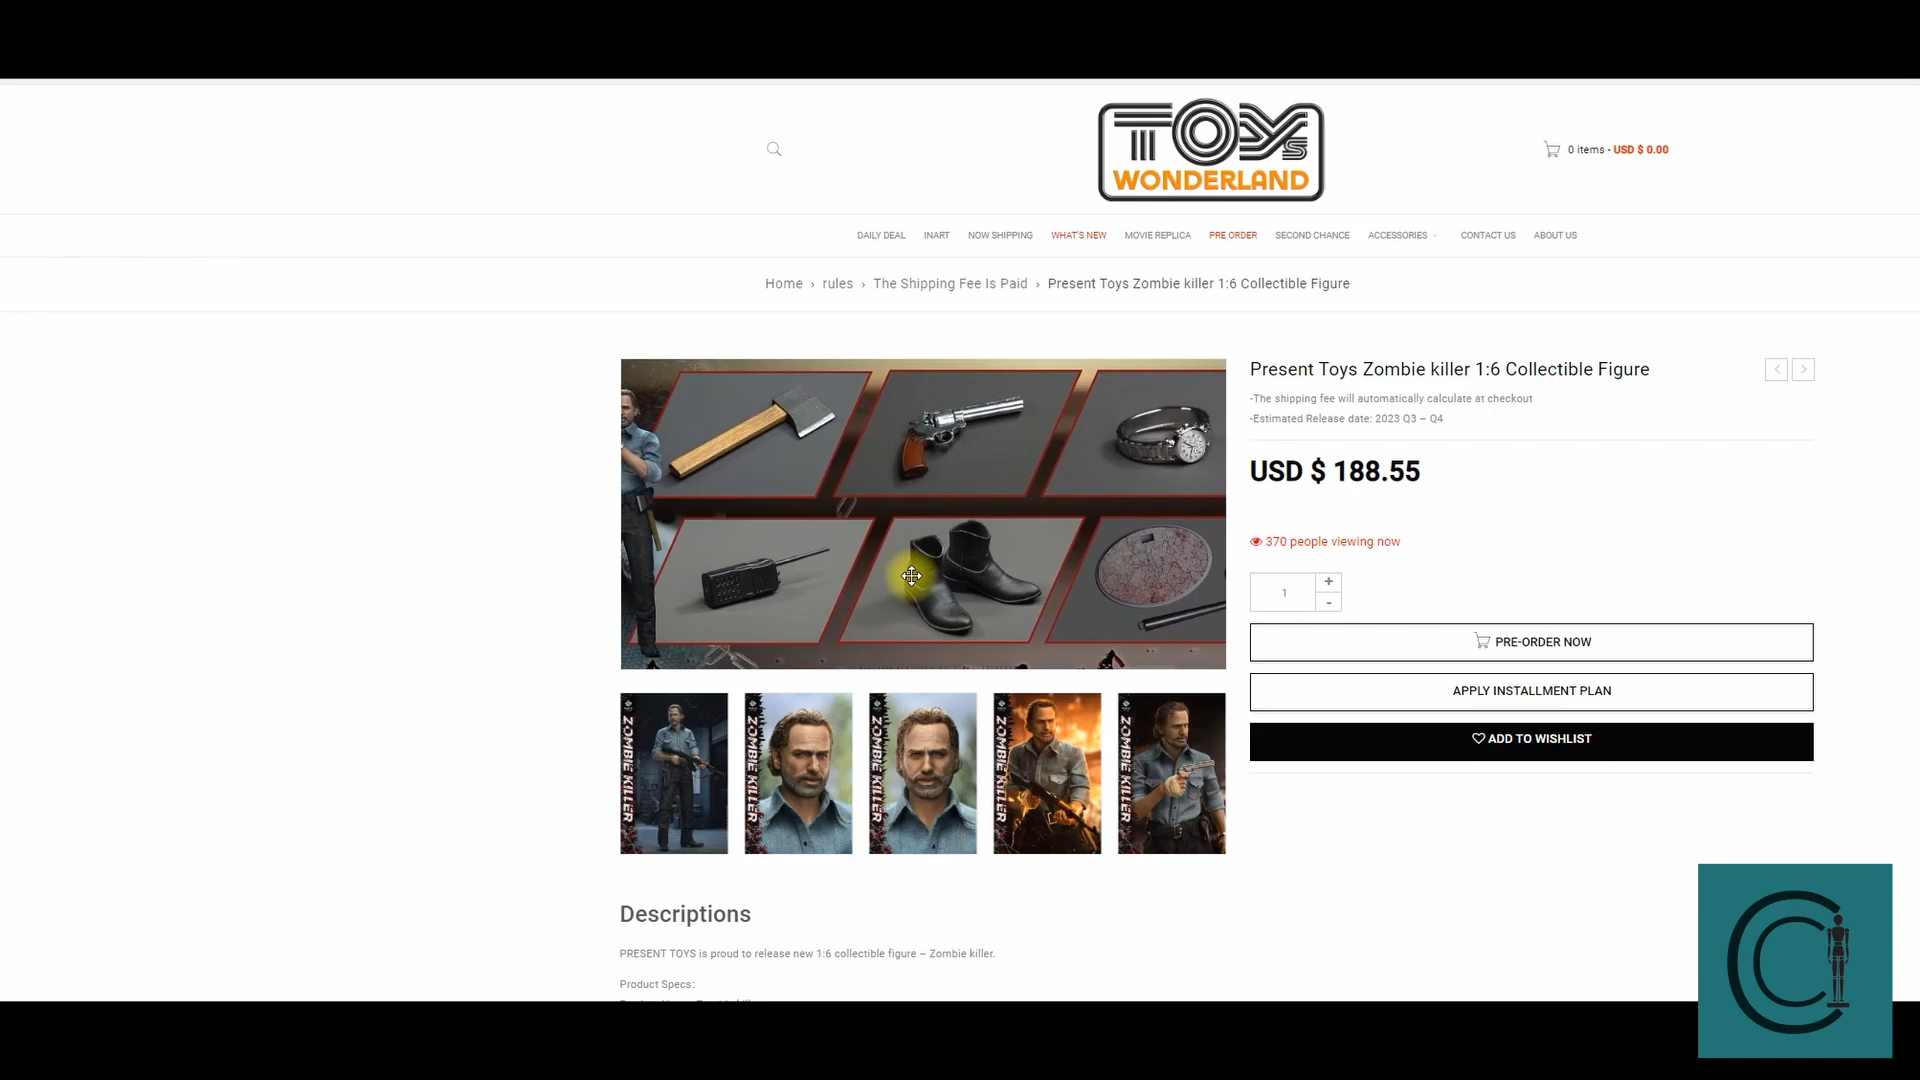 TOYS
WONDERLAND
0 items - USD $ 0.00
DAILY DEAL INART NOW SHIPPING WHAT'S NEW MOVIE REPLICA PRE ORDER SECOND CHANCE ACCESSORIES CONTACT US ABOUT US
Home › rules › The Shipping Fee Is Paid › Present Toys Zombie killer 1:6 Collectible Figure
Present Toys Zombie killer 1:6 Collectible Figure
-The shipping fee will automatically calculate at checkout
-Estimated Release date: 2023 Q3 – Q4
USD $ 188.55
370 people viewing now
1
+
-
PRE-ORDER NOW
APPLY INSTALLMENT PLAN
ADD TO WISHLIST
ZOMBIE KILLER
ZOMBIE KILLER
ZOMBIE KILLER
ZOMBIE KILLER
ZOMBIE KILLER
Descriptions
PRESENT TOYS is proud to release new 1:6 collectible figure – Zombie killer.
Product Specs: